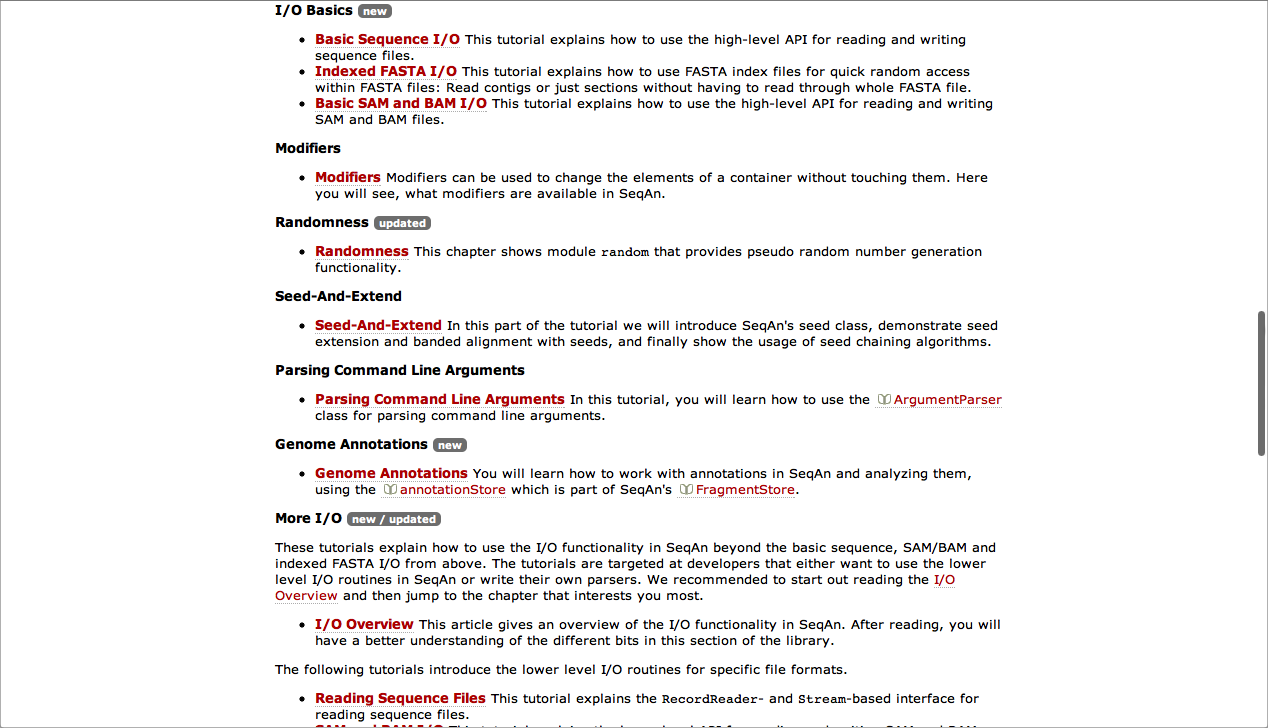 I/O Basics new
Basic Sequence I/O This tutorial explains how to use the high-level API for reading and writing
sequence files.
Indexed FASTA I/O This tutorial explains how to use FASTA index files for quick random access
within FASTA files: Read contigs or just sections without having to read through whole FASTA file.
Basic SAM and BAM I/O This tutorial explains how to use the high-level API for reading and writing
SAM and BAM files.
Modifiers
Modifiers Modifiers can be used to change the elements of a container without touching them. Here
you will see, what modifiers are available in SeqAn.
Randomness updated
Randomness This chapter shows module random that provides pseudo random number generation
functionality.
Seed-And-Extend
Seed-And-Extend In this part of the tutorial we will introduce SeqAn's seed class, demonstrate seed
extension and banded alignment with seeds, and finally show the usage of seed chaining algorithms.
Parsing Command Line Arguments
Parsing Command Line Arguments In this tutorial, you will learn how to use the ArgumentParser
class for parsing command line arguments.
Genome Annotations new
Genome Annotations You will learn how to work with annotations in SeqAn and analyzing them,
using the annotationStore which is part of SeqAn's FragmentStore.
More I/O new / updated
These tutorials explain how to use the I/O functionality in SeqAn beyond the basic sequence, SAM/BAM and
indexed FASTA I/O from above. The tutorials are targeted at developers that either want to use the lower
level I/O routines in SeqAn or write their own parsers. We recommended to start out reading the I/O
Overview and then jump to the chapter that interests you most.
I/O Overview This article gives an overview of the I/O functionality in SeqAn. After reading, you will
have a better understanding of the different bits in this section of the library.
The following tutorials introduce the lower level I/O routines for specific file formats.
Reading Sequence Files This tutorial explains the RecordReader- and Stream-based interface for
reading sequence files.